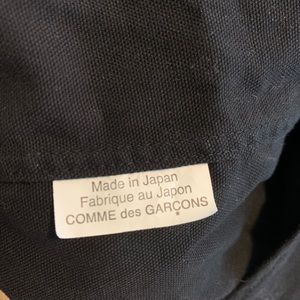 Made in Japan
Fabrique au Japon
COMME des GARÇONS